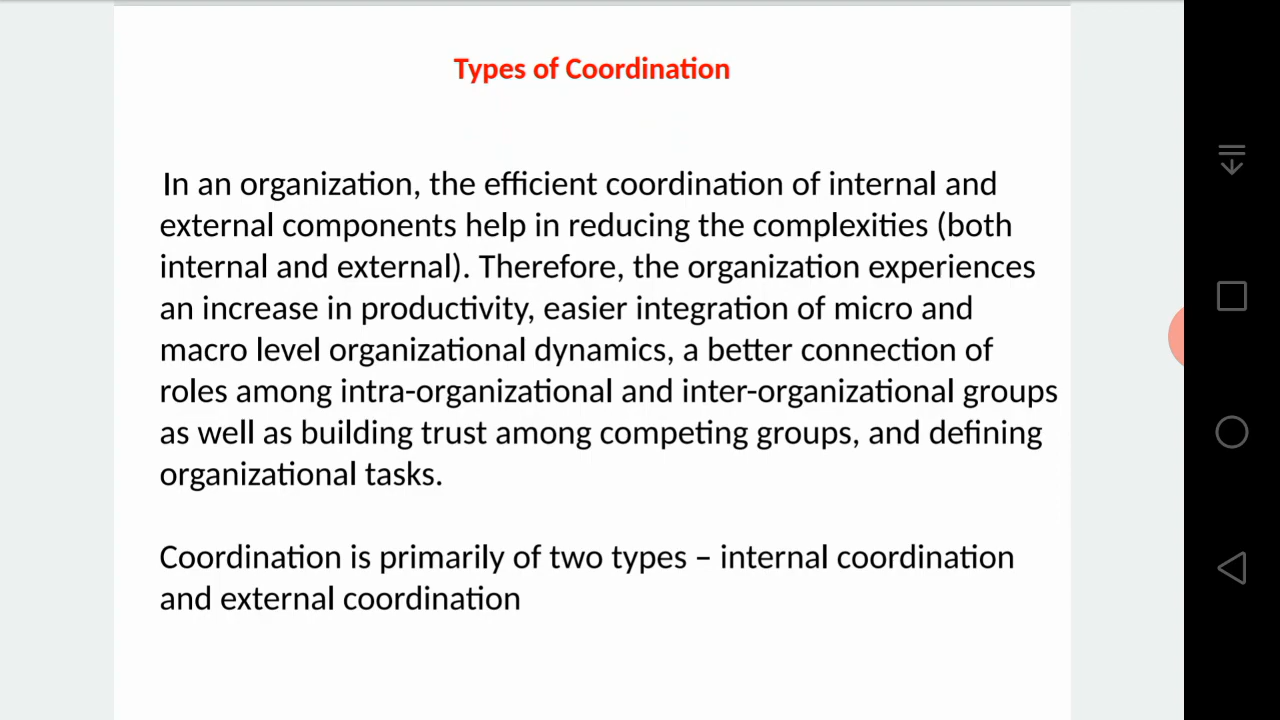 Types of Coordination
In an organization, the efficient coordination of internal and
external components help in reducing the complexities (both
internal and external). Therefore, the organization experiences
an increase in productivity, easier integration of micro and
macro level organizational dynamics, a better connection of
roles among intra-organizational and inter-organizational groups
as well as building trust among competing groups, and defining
organizational tasks.
Coordination is primarily of two types – internal coordination
and external coordination